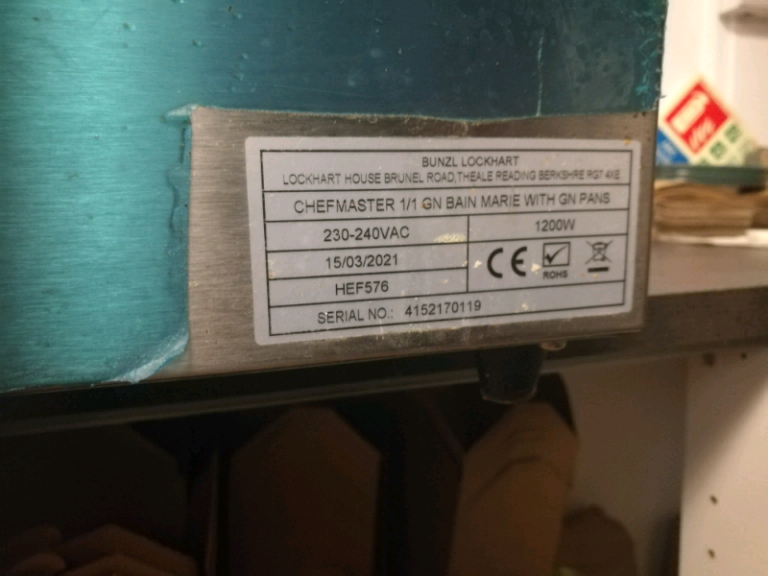 BUNZL LOCKHART
LOCKHART HOUSE BRUNEL ROAD,THEALE READING BERKSHRE RG7 4XE
CHEFMASTER 1/1 GN BAIN MARIE WITH GN PANS
230-240VAC
1200W
15/03/2021
HEF576
CE
ROHS
SERIAL NO.: 4152170119